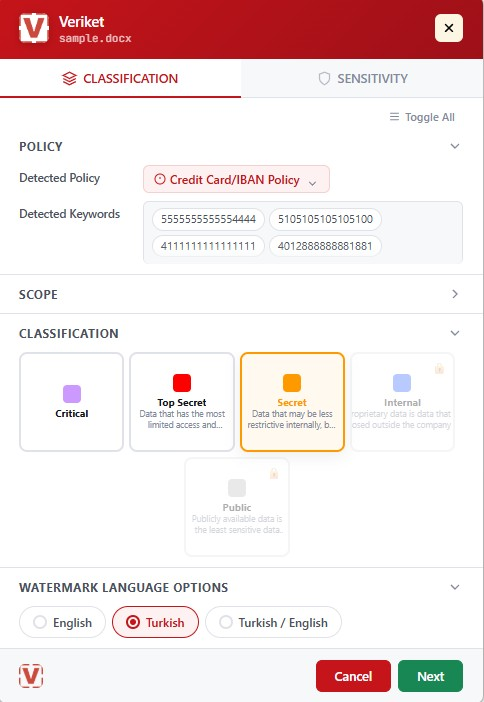 Veriket
sample.docx
CLASSIFICATION
SENSITIVITY
Toggle All
POLICY
Detected Policy
Credit Card/IBAN Policy
Detected Keywords
5555555555554444
5105105105105100
4111111111111111
4012888888881881
SCOPE
CLASSIFICATION
Critical
Top Secret
Data that has the most
limited access and...
Secret
Data that may be less
restrictive internally, b...
Internal
roprietary data is data that
osed outside the company
Public
Publicly available data is
the least sensitive data.
WATERMARK LANGUAGE OPTIONS
English
Turkish
Turkish / English
Cancel
Next